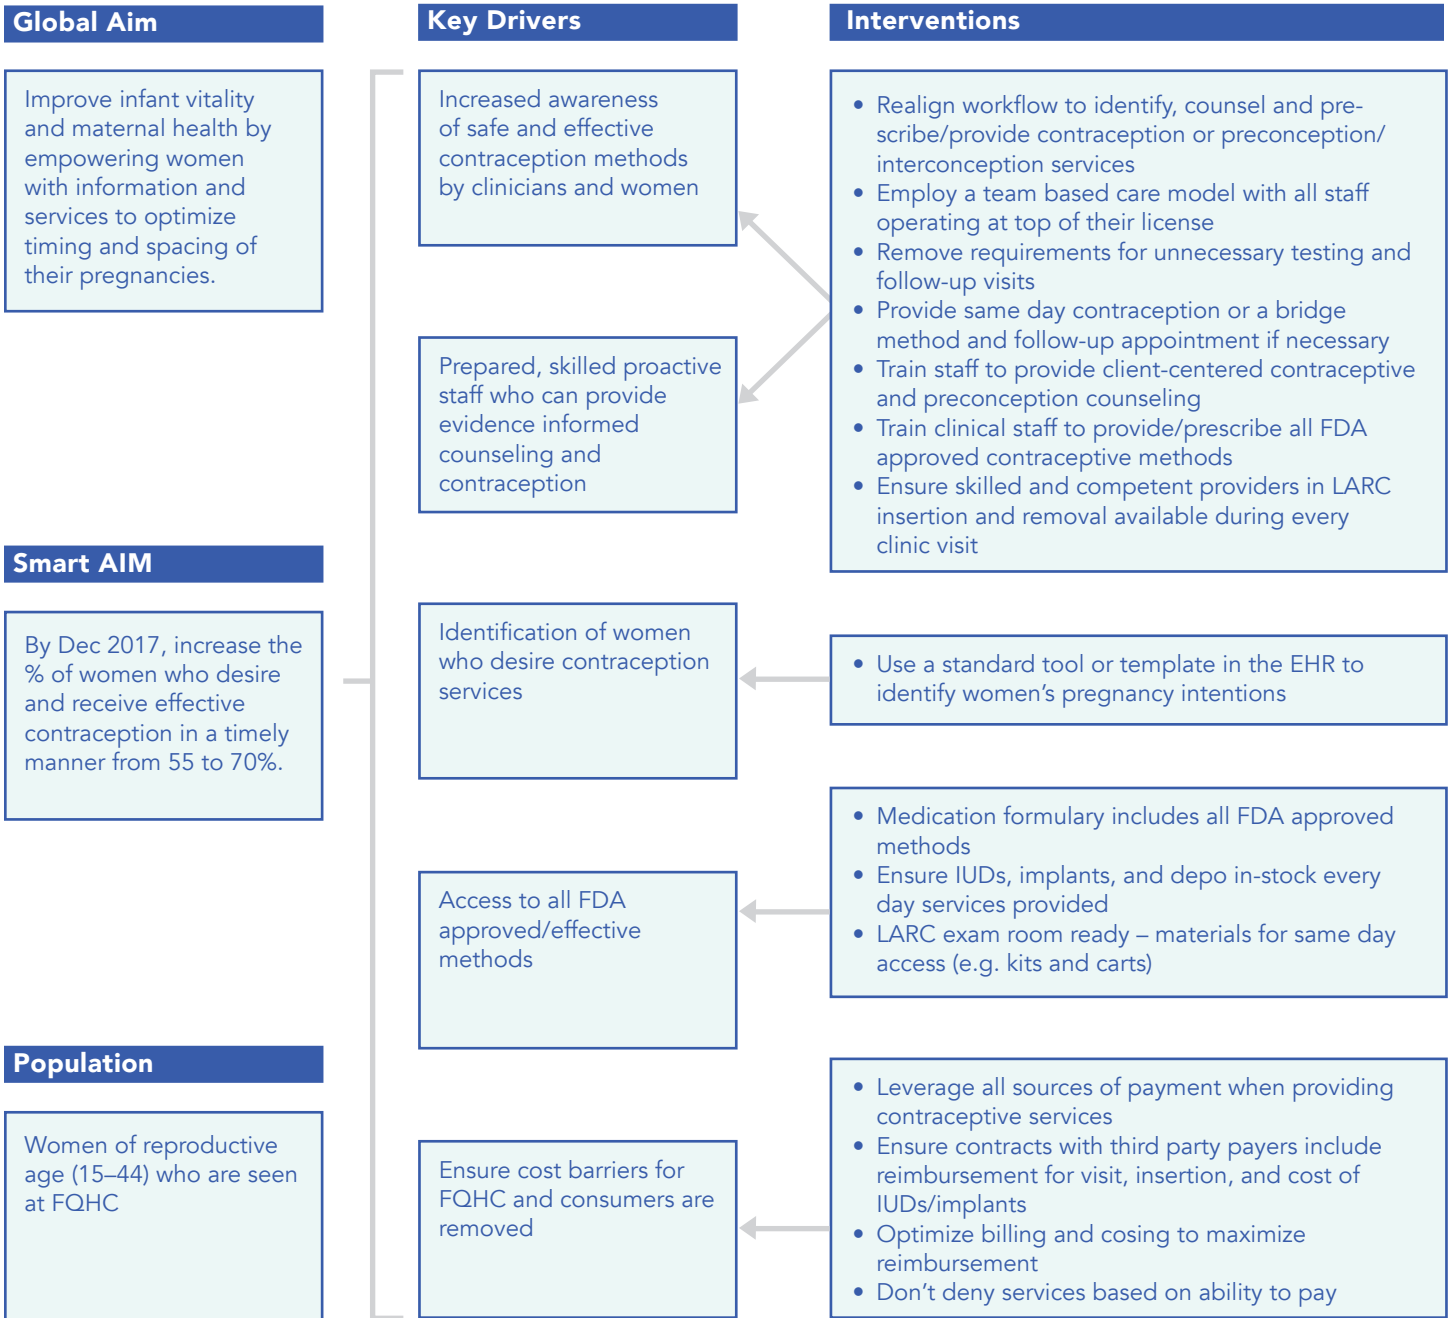 Global Aim
Improve infant vitality
and maternal health by
empowering women
with information and
services to optimize
timing and spacing of
their pregnancies.
Smart AIM
By Dec 2017, increase the
% of women who desire
and receive effective
contraception in a timely
manner from 55 to 70%.
Population
Women of reproductive
age (15–44) who are seen
at FQHC
Key Drivers
Increased awareness
of safe and effective
contraception methods
by clinicians and women
Prepared, skilled proactive
staff who can provide
evidence informed
counseling and
contraception
Identification of women
who desire contraception
services
Access to all FDA
approved/effective
methods
Ensure cost barriers for
FQHC and consumers are
removed
Interventions
• Realign workflow to identify, counsel and pre-
scribe/provide contraception or preconception/
interconception services
• Employ a team based care model with all staff
operating at top of their license
• Remove requirements for unnecessary testing and
follow-up visits
• Provide same day contraception or a bridge
method and follow-up appointment if necessary
• Train staff to provide client-centered contraceptive
and preconception counseling
• Train clinical staff to provide/prescribe all FDA
approved contraceptive methods
• Ensure skilled and competent providers in LARC
insertion and removal available during every
clinic visit
• Use a standard tool or template in the EHR to
identify women's pregnancy intentions
• Medication formulary includes all FDA approved
methods
• Ensure IUDs, implants, and depo in-stock every
day services provided
• LARC exam room ready – materials for same day
access (e.g. kits and carts)
• Leverage all sources of payment when providing
contraceptive services
• Ensure contracts with third party payers include
reimbursement for visit, insertion, and cost of
IUDs/implants
• Optimize billing and cosing to maximize
reimbursement
• Don't deny services based on ability to pay